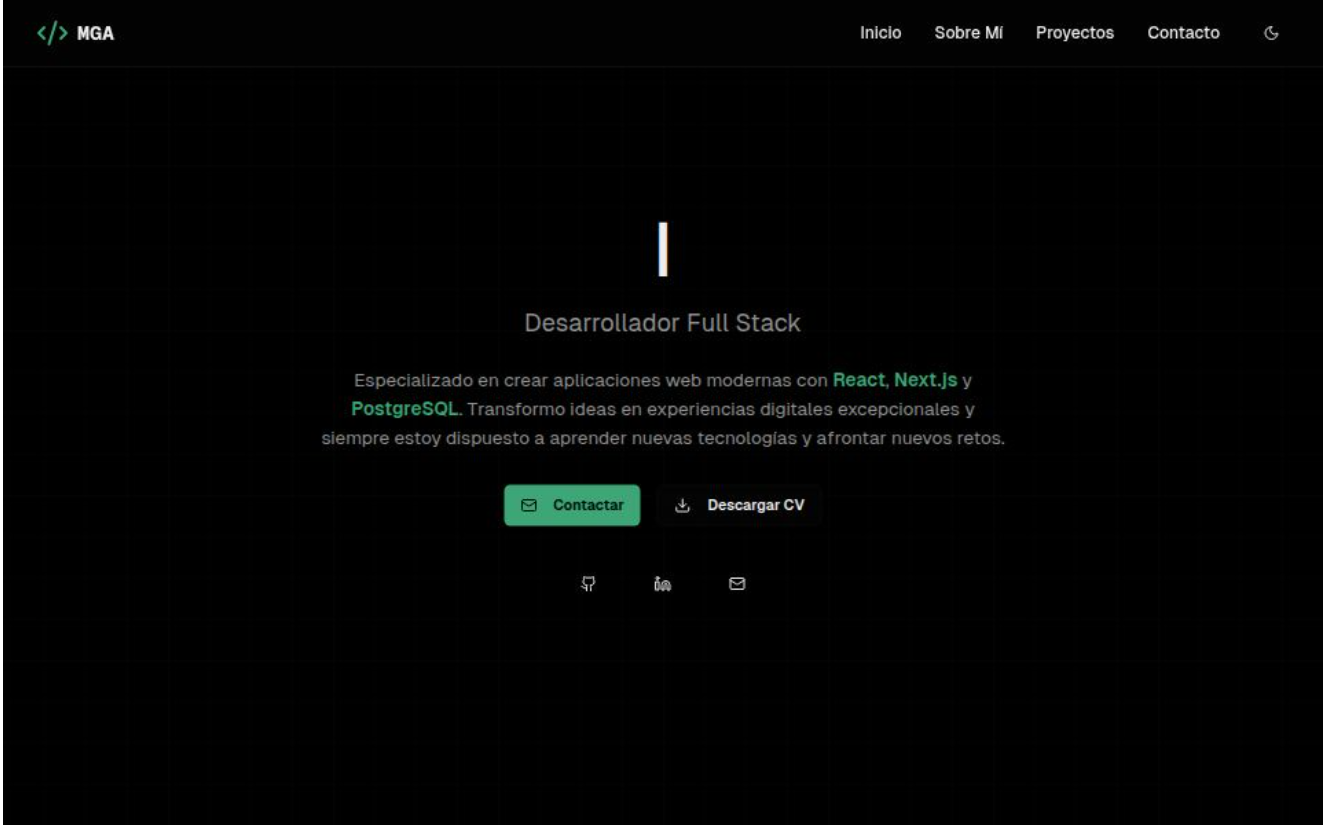 </> MGA
Inicio Sobre Mí Proyectos Contacto
|
Desarrollador Full Stack
Especializado en crear aplicaciones web modernas con React, Next.js y
PostgreSQL. Transformo ideas en experiencias digitales excepcionales y
siempre estoy dispuesto a aprender nuevas tecnologías y afrontar nuevos retos.
Contactar Descargar CV
in